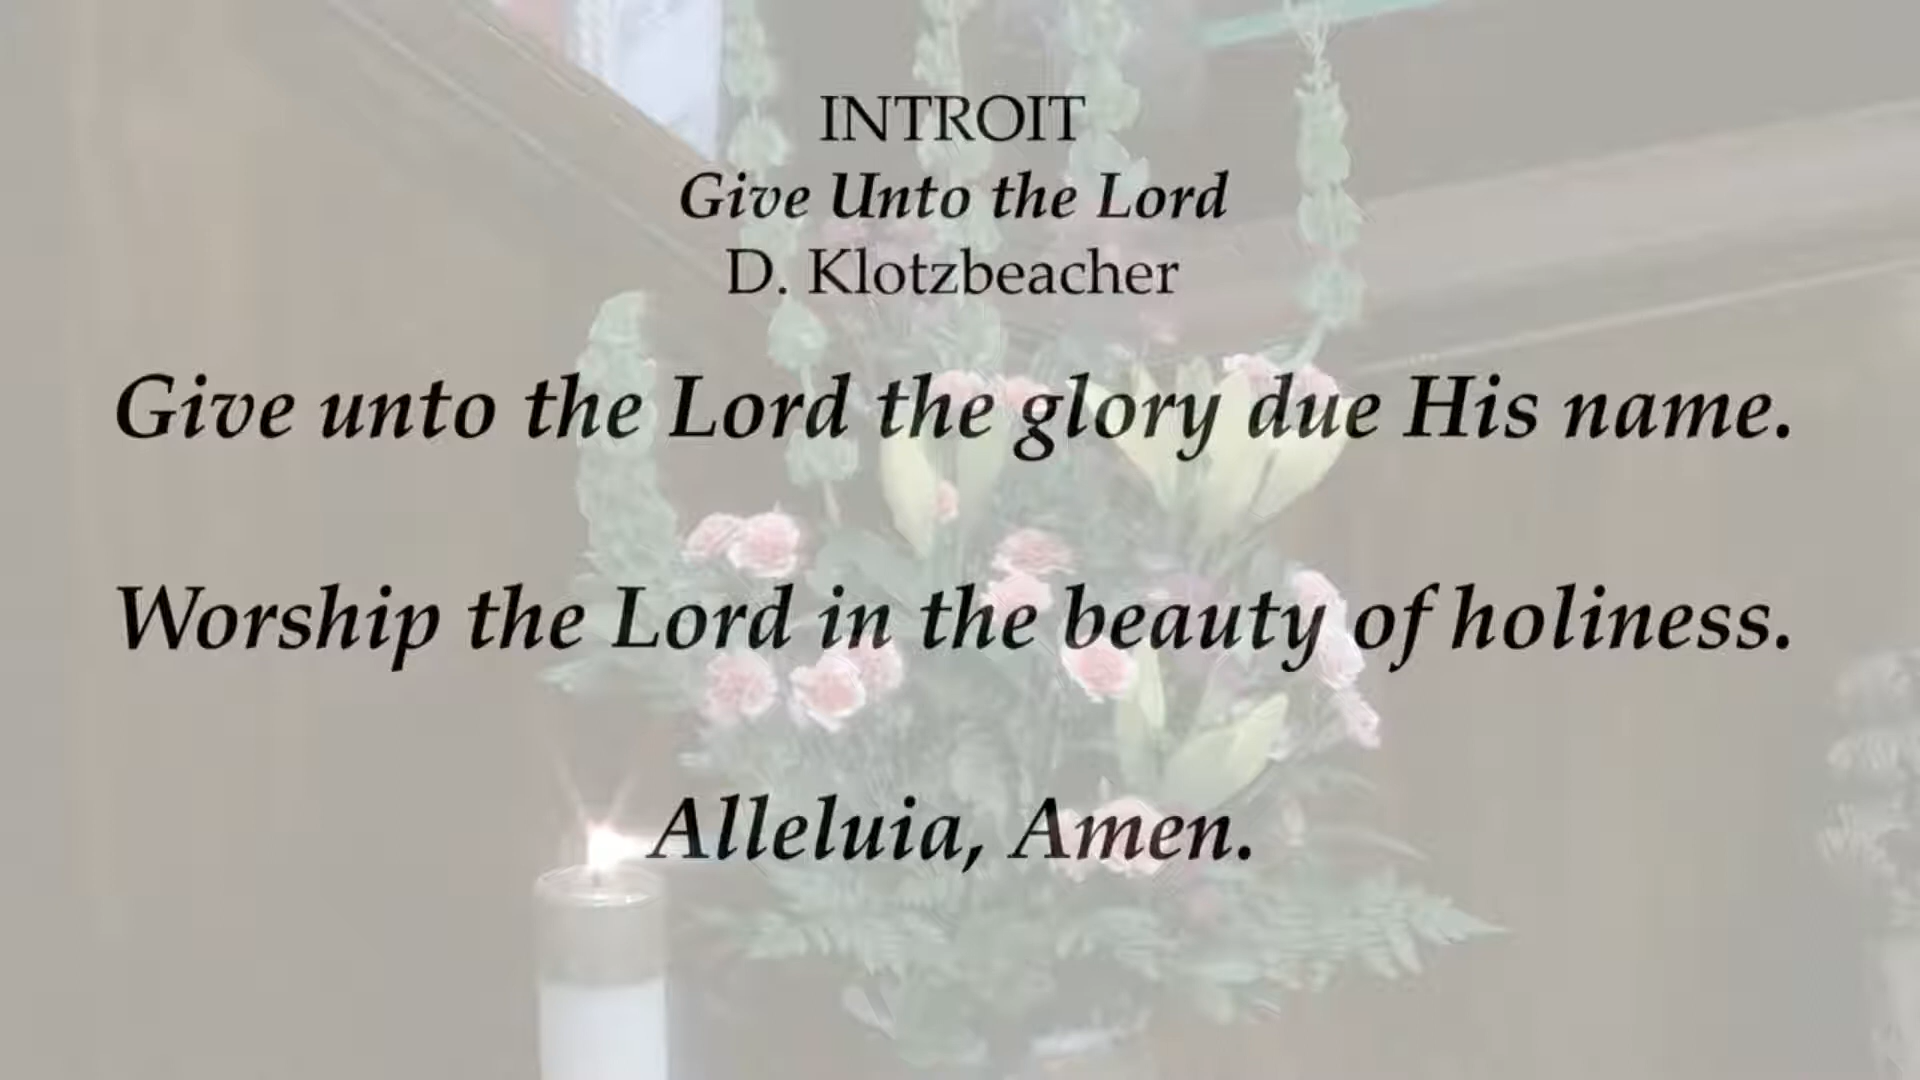 INTROIT
Give Unto the Lord
D. Klotzbeacher
Give unto the Lord the glory due His name.
Worship the Lord in the beauty of holiness.
Alleluia, Amen.